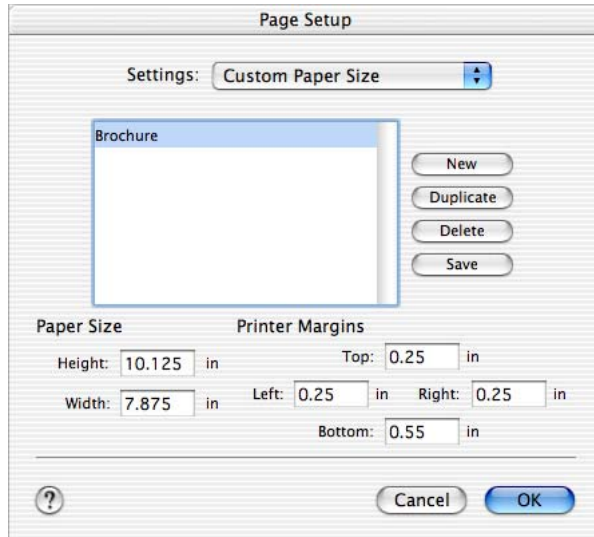 Page Setup
Settings: Custom Paper Size
Brochure
New
Duplicate
Delete
Save
Paper Size
Height: 10.125 in
Width: 7.875 in
Printer Margins
Top: 0.25 in
Left: 0.25 in Right: 0.25 in
Bottom: 0.55 in
? Cancel OK